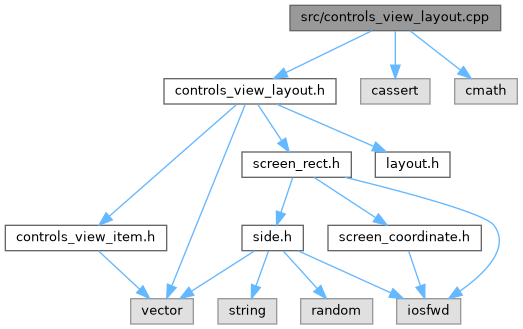 src/controls_view_layout.cpp
controls_view_layout.h
cassert
cmath
screen_rect.h
layout.h
controls_view_item.h
side.h
screen_coordinate.h
vector
string
random
iosfwd